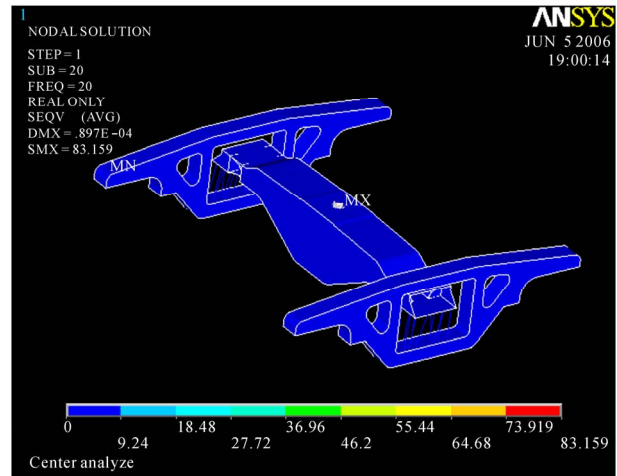 1
NODAL SOLUTION
STEP = 1
SUB = 20
FREQ = 20
REAL ONLY
SEQV (AVG)
DMX = .897E -04
SMX = 83.159
ANSYS
JUN 5 2006
19:00:14
MN
MX
0 18.48 36.96 55.44 73.919
9.24 27.72 46.2 64.68 83.159
Center analyze